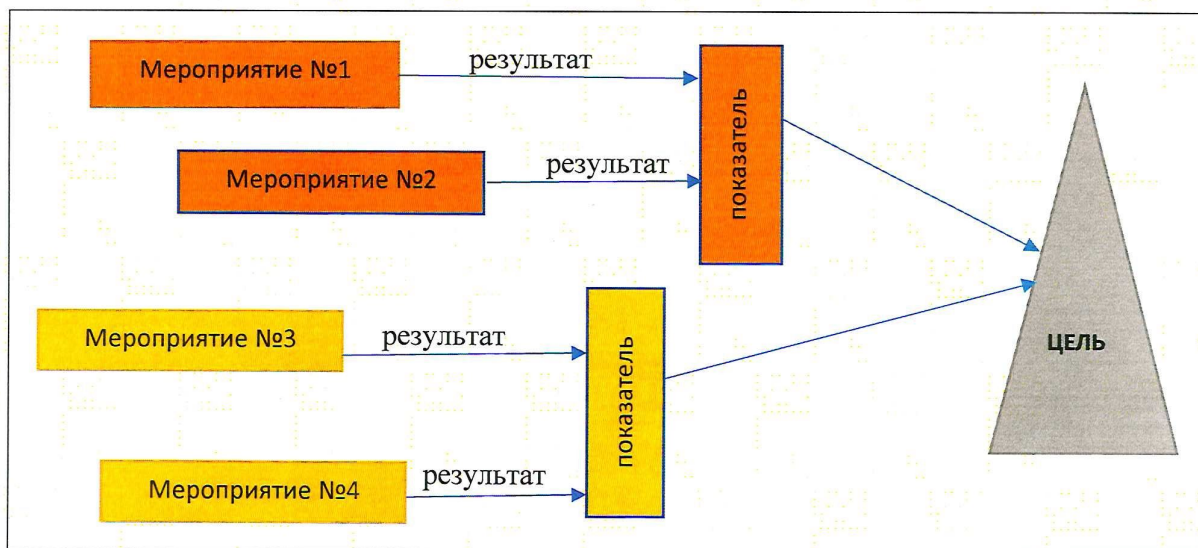 Мероприятие №1
результат
Мероприятие №2
результат
показатель
Мероприятие №3
результат
Мероприятие №4
результат
показатель
ЦЕЛЬ